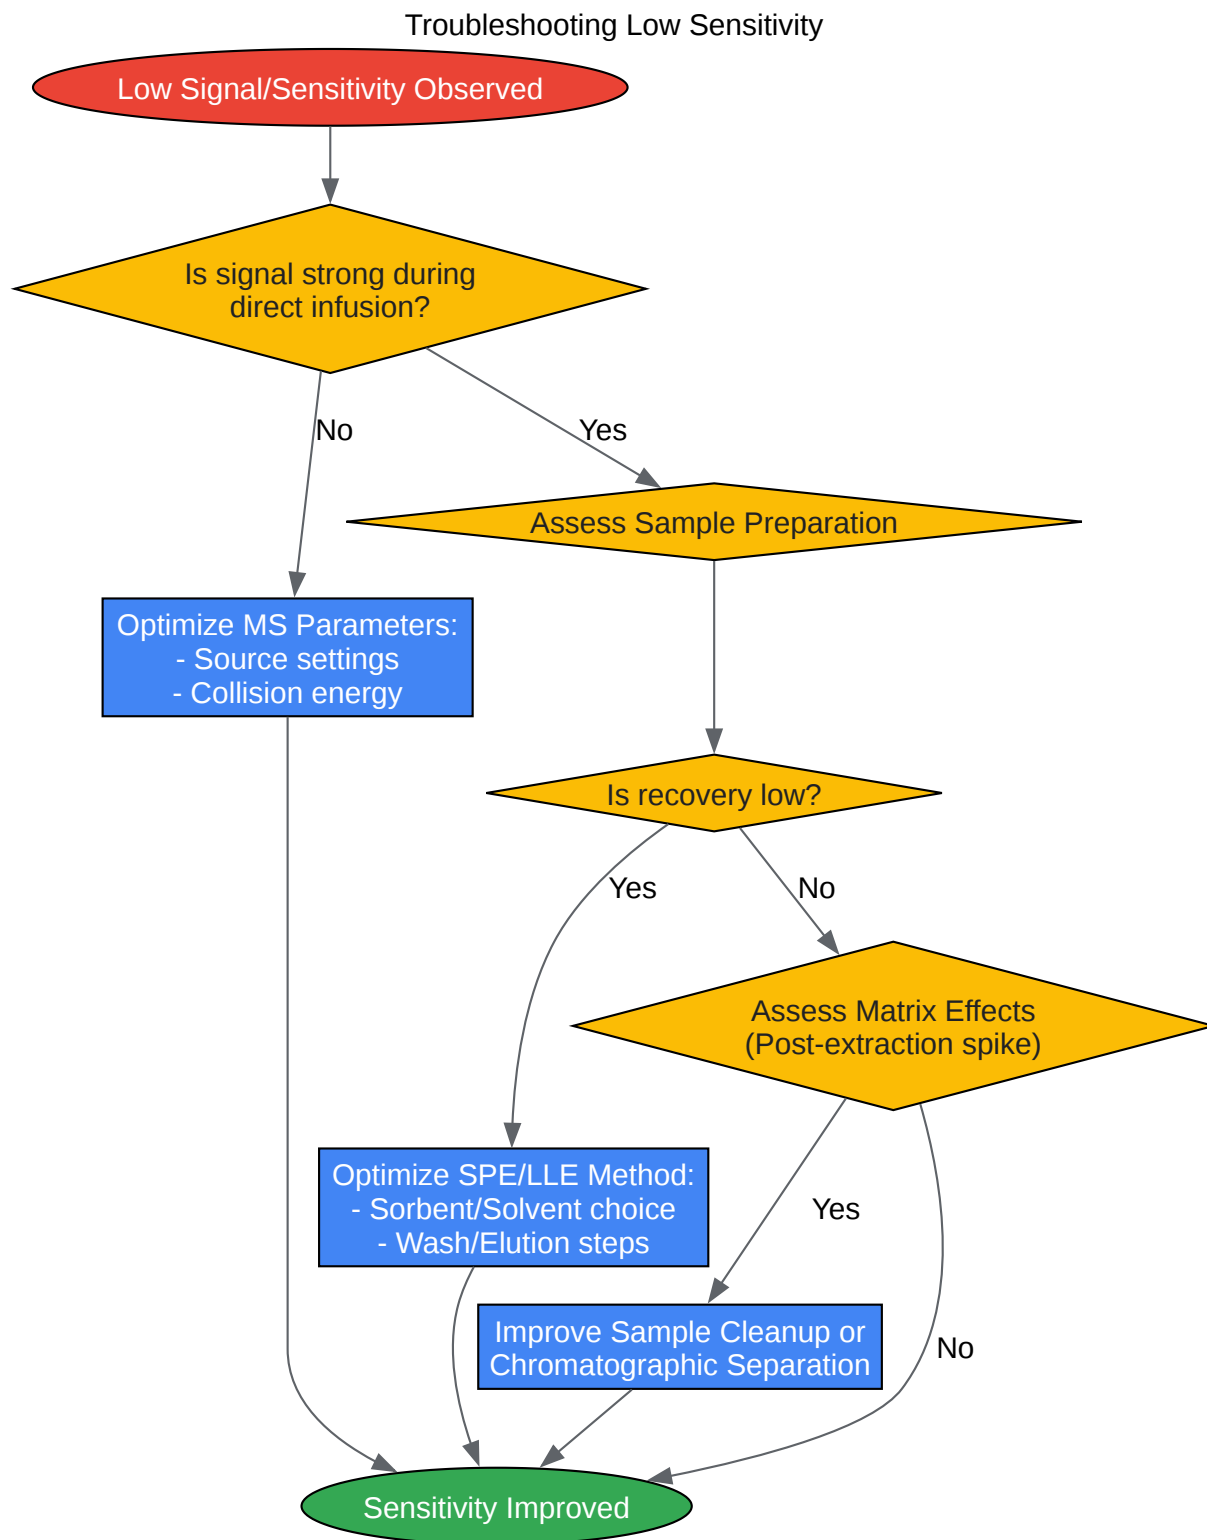 Troubleshooting Low Sensitivity
Low Signal/Sensitivity Observed
Is signal strong during
direct infusion?
No
Yes
Assess Sample Preparation
Optimize MS Parameters:
- Source settings
- Collision energy
Is recovery low?
Yes
No
Assess Matrix Effects
(Post-extraction spike)
Optimize SPE/LLE Method:
- Sorbent/Solvent choice
- Wash/Elution steps
Yes
Improve Sample Cleanup or
Chromatographic Separation
No
Sensitivity Improved